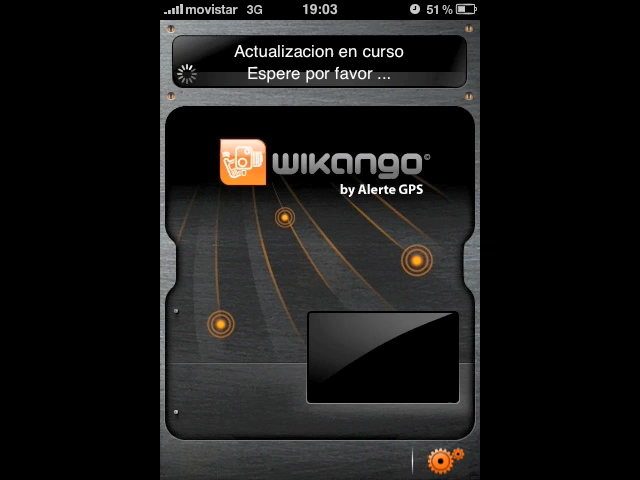 movistar 3G 19:03 51%
Actualizacion en curso
Espere por favor ...
wikango©
by Alerte GPS